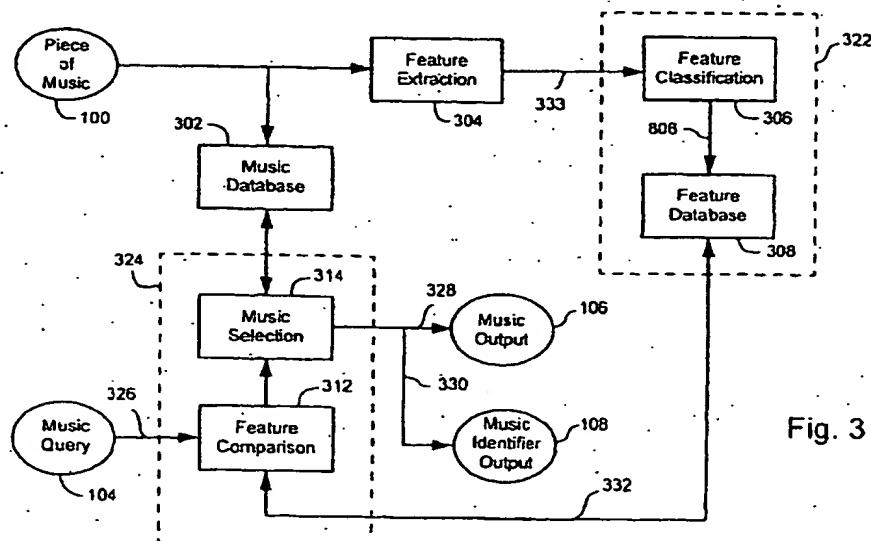 Piece
of
Music
100
Feature
Extraction
304
333
Feature
Classification
306
322
806
Feature
Database
308
302
Music
Database
324
314
Music
Selection
328
Music
Output
106
330
312
Music
Query
104
326
Feature
Comparison
Music
Identifier
Output
108
332
Fig. 3